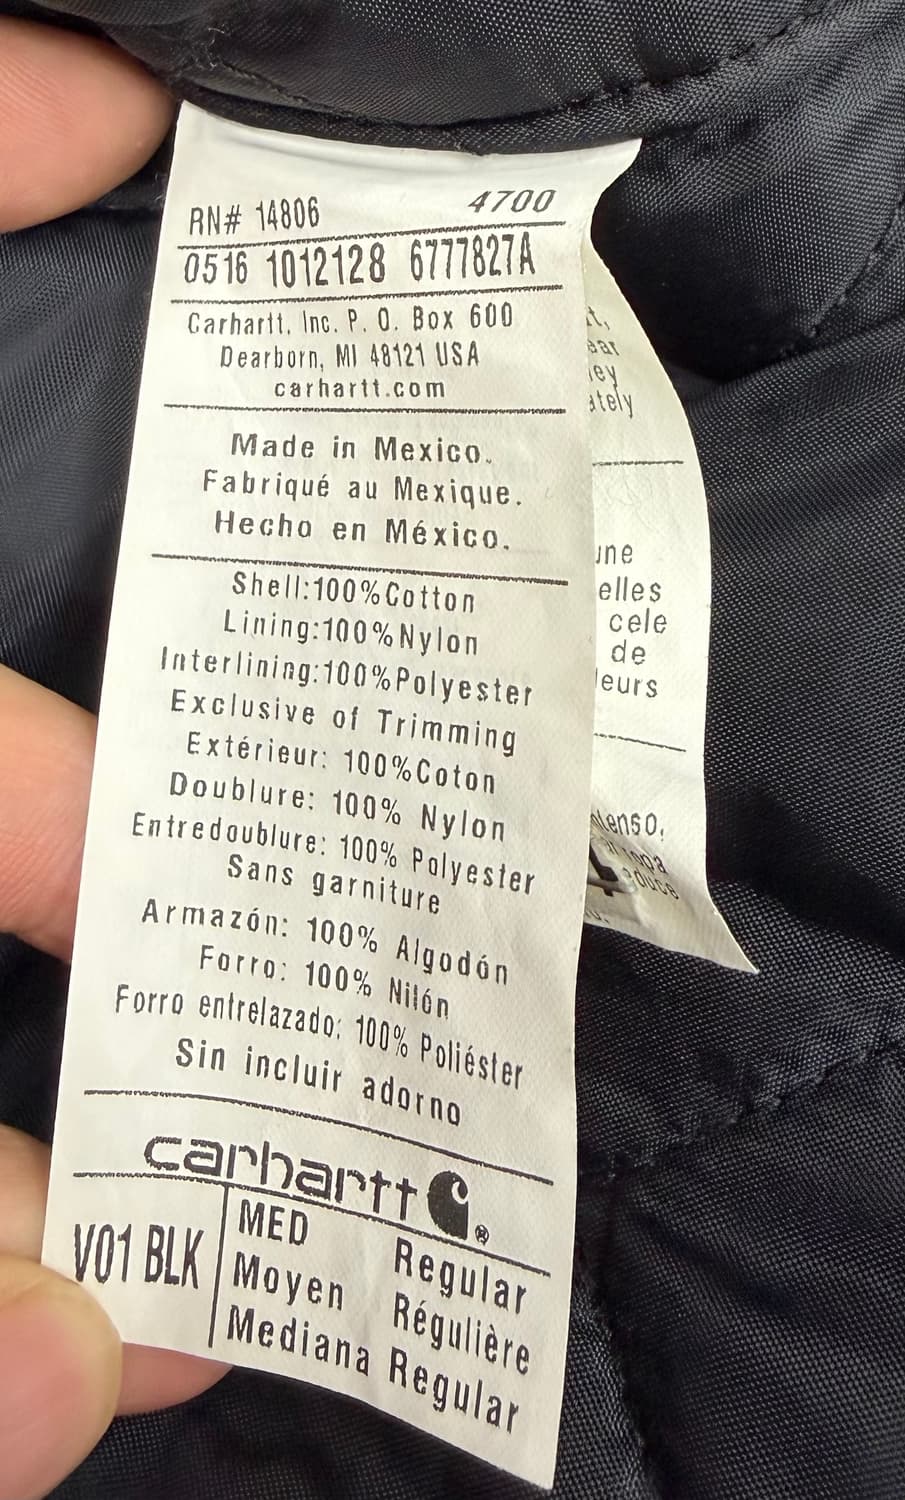 RN# 14806 4700
0516 1012128 6777827A
Carhartt, Inc. P. O. Box 600
Dearborn, MI 48121 USA
carhartt.com
Made in Mexico.
Fabriqué au Mexique.
Hecho en México.
Shell:100%Cotton
Lining:100%Nylon
Interlining:100%Polyester
Exclusive of Trimming
Extérieur: 100%Coton
Doublure: 100% Nylon
Entredoublure: 100% Polyester
Sans garniture
Armazón: 100% Algodón
Forro: 100% Nilón
Forro entrelazado: 100% Poliéster
Sin incluir adorno
carhartt
V01 BLK
MED Regular
Moyen Régulière
Mediana Regular
elles
cele
de